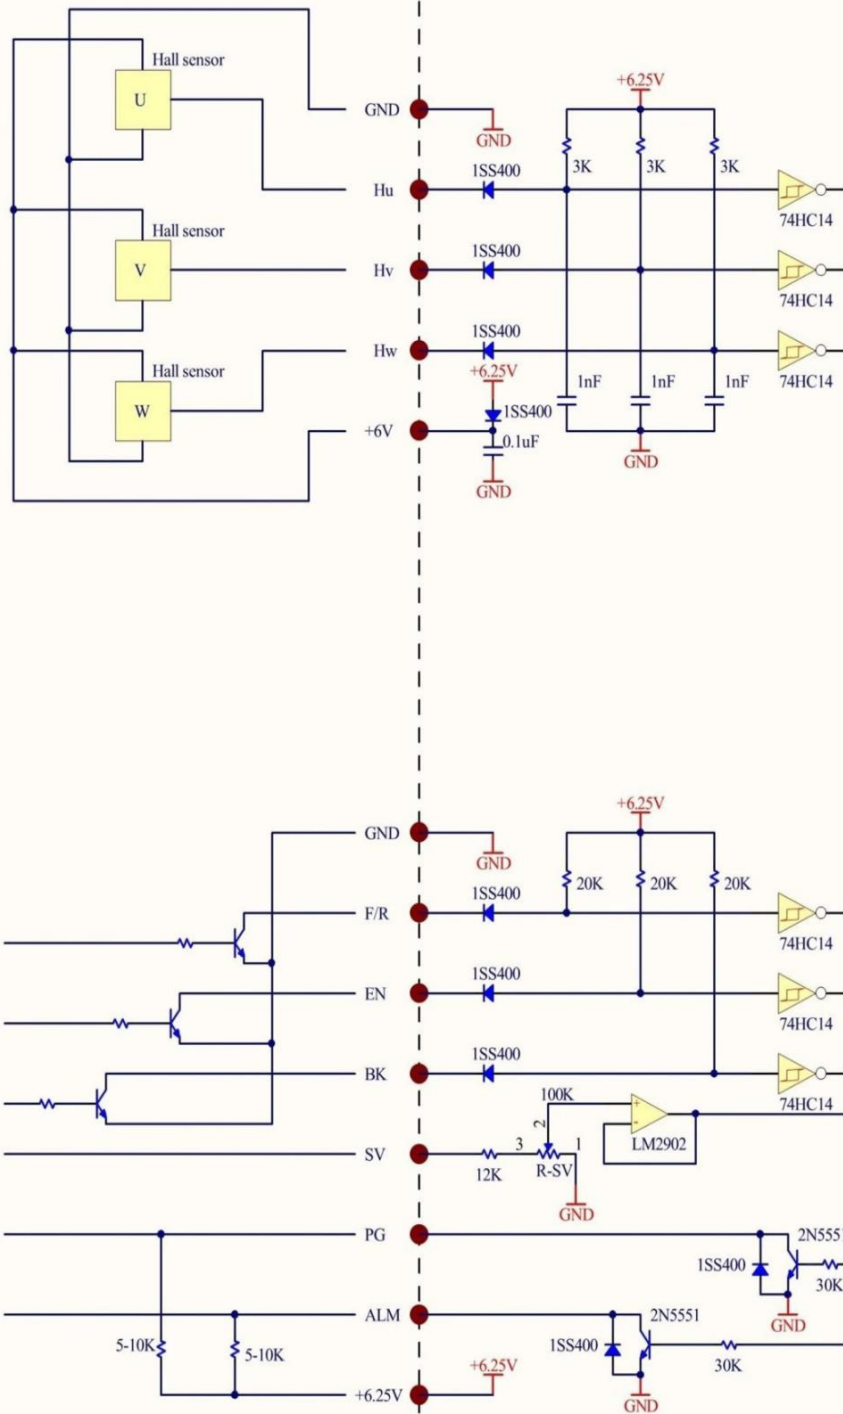 Hall sensor
U
GND
GND
+6.25V
3K
3K
3K
1SS400
Hu
74HC14
Hall sensor
V
Hv
1SS400
74HC14
Hall sensor
W
Hw
1SS400
74HC14
+6.25V
1SS400
1nF
1nF
1nF
+6V
0.1uF
GND
GND
+6.25V
GND
GND
20K
20K
20K
F/R
1SS400
74HC14
EN
1SS400
74HC14
BK
1SS400
74HC14
100K
+
-
LM2902
SV
12K
3
2
1
R-SV
GND
PG
1SS400
2N5551
30K
GND
ALM
1SS400
2N5551
30K
GND
5-10K
5-10K
+6.25V
+6.25V